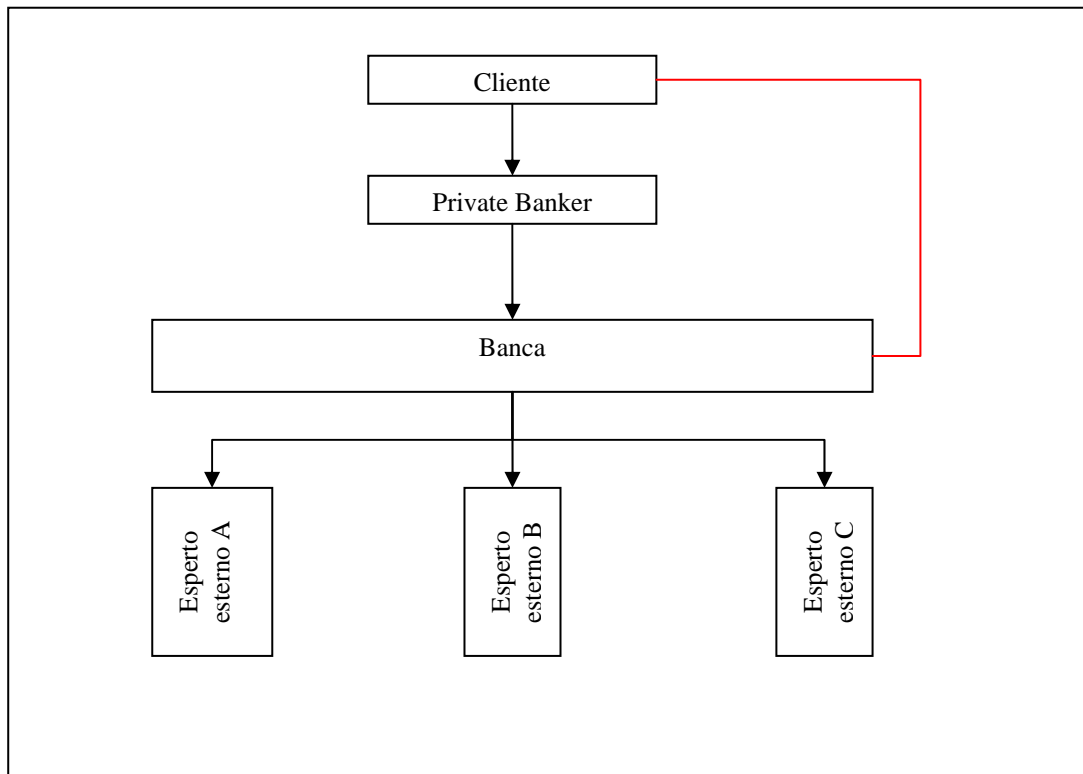 Cliente
Private Banker
Banca
Esperto
esterno A
Esperto
esterno B
Esperto
esterno C